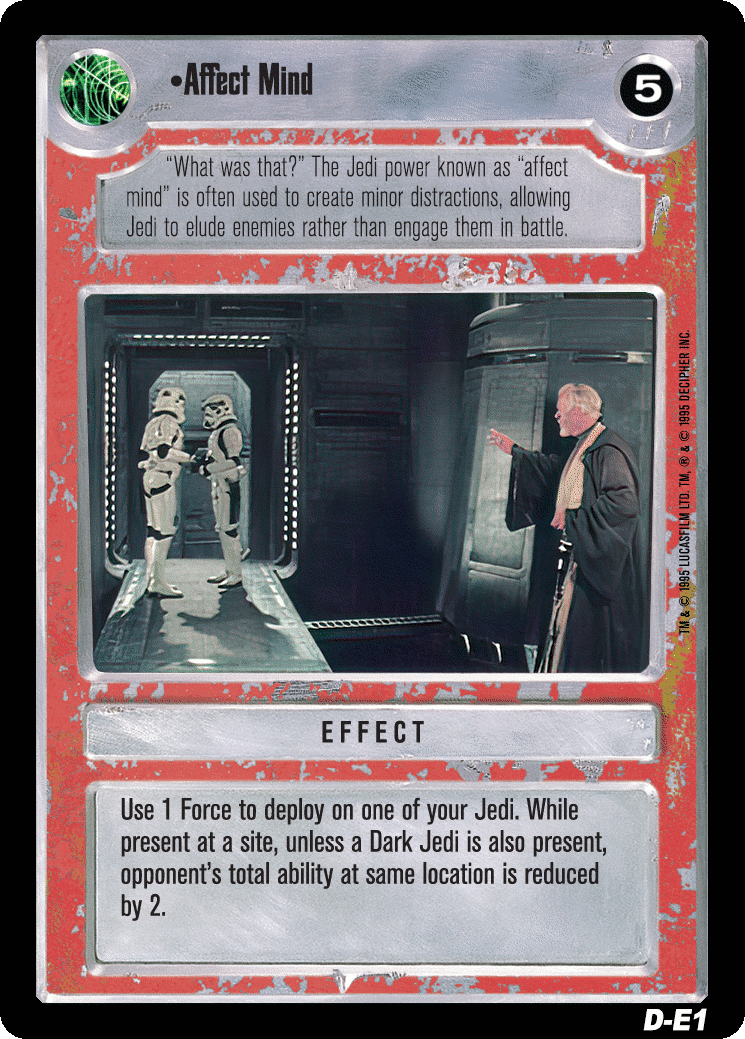 •Affect Mind
5
“What was that?” The Jedi power known as “affect
mind” is often used to create minor distractions, allowing
Jedi to elude enemies rather than engage them in battle.
TM & © 1995 LUCASFILM LTD. TM, ® & © 1995 DECIPHER INC.
EFFECT
Use 1 Force to deploy on one of your Jedi. While
present at a site, unless a Dark Jedi is also present,
opponent’s total ability at same location is reduced
by 2.
D-E1